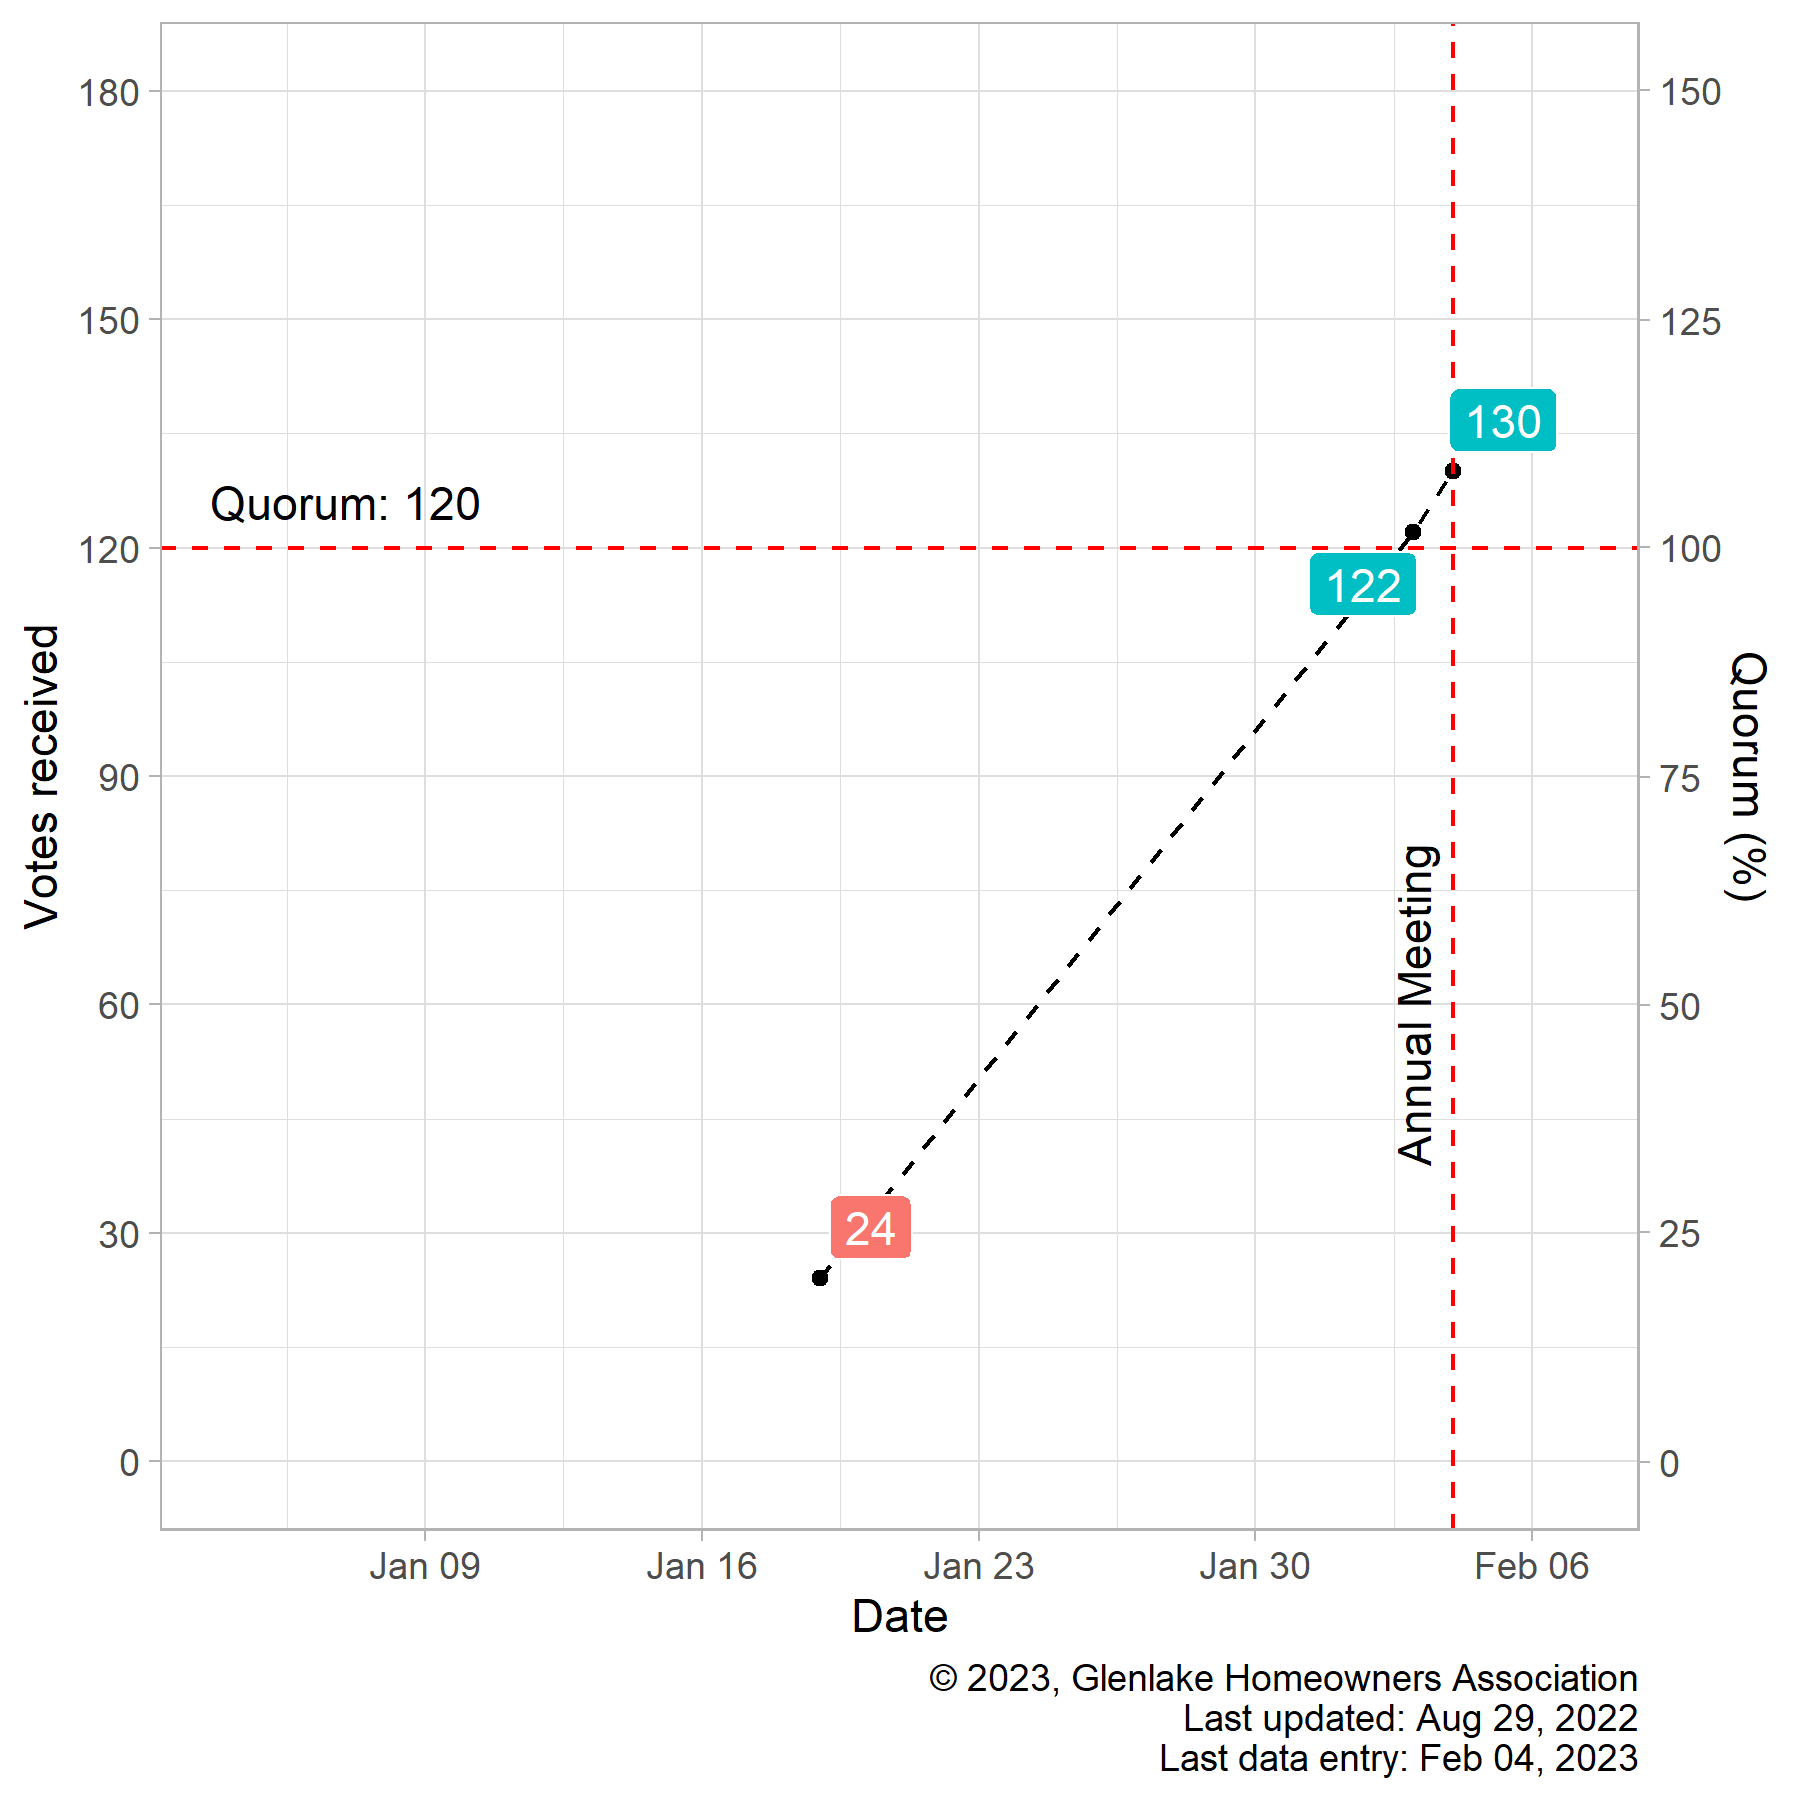 180
150
120
90
60
30
0
Votes received
150
125
100
75
50
25
0
Quorum (%)
Quorum: 120
130
122
24
Annual Meeting
Jan 09
Jan 16
Jan 23
Jan 30
Feb 06
Date
© 2023, Glenlake Homeowners Association
Last updated: Aug 29, 2022
Last data entry: Feb 04, 2023